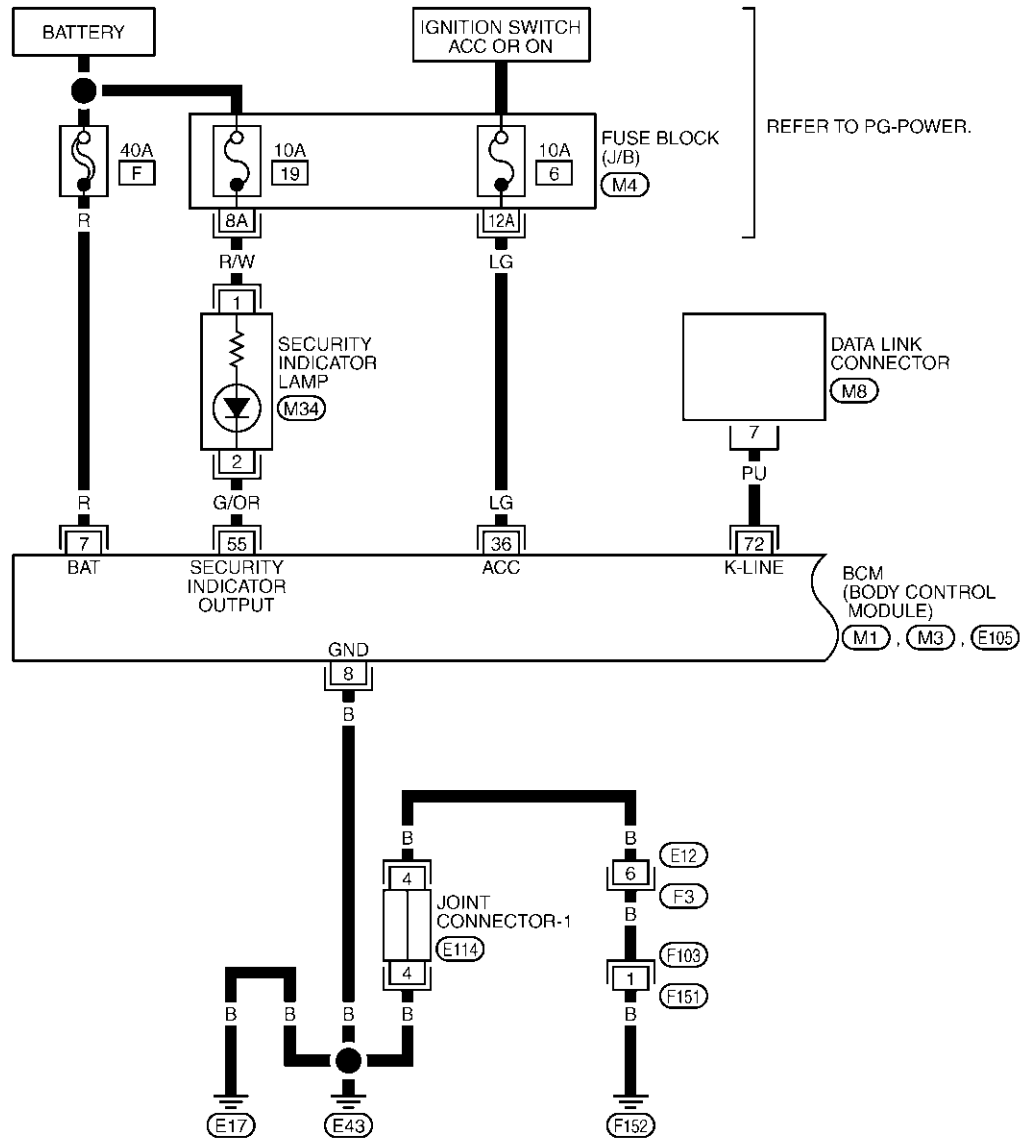 BATTERY
IGNITION SWITCH
ACC OR ON
REFER TO PG-POWER.
40A
F
10A
19
10A
6
FUSE BLOCK
(J/B)
M4
R
8A
12A
R/W
LG
1
SECURITY
INDICATOR
LAMP
M34
DATA LINK
CONNECTOR
M8
2
7
PU
R
G/OR
LG
7
55
36
72
BAT
SECURITY
INDICATOR
OUTPUT
ACC
K-LINE
BCM
(BODY CONTROL
MODULE)
M1 , M3 , E105
GND
8
B
B
B
4
6
E12
F3
JOINT
CONNECTOR-1
E114
B
4
1
F103
F151
B
B
B
B
B
E17
E43
F152